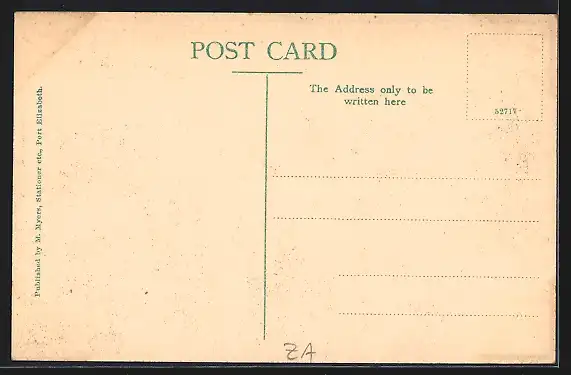 POST CARD
The Address only to be
written here
52717
Published by M. Myers, Stationer etc., Port Elizabeth.
ZA